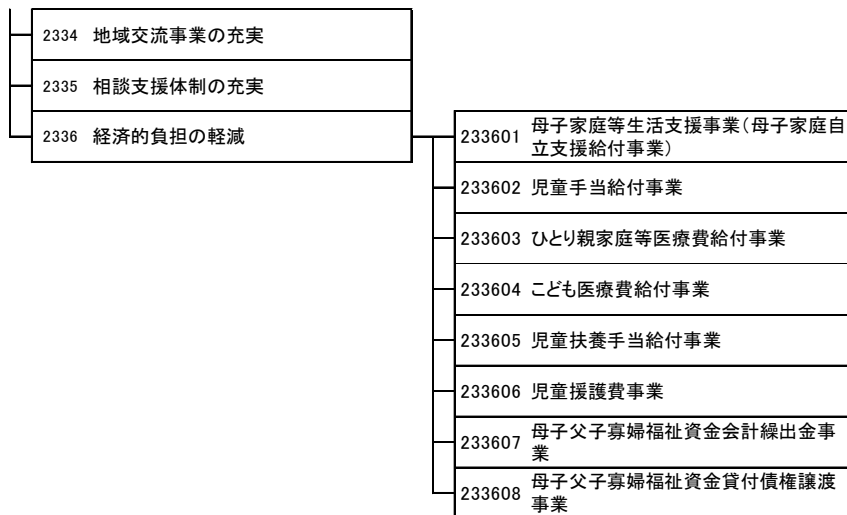 2334 地域交流事業の充実
2335 相談支援体制の充実
2336 経済的負担の軽減
233601 母子家庭等生活支援事業(母子家庭自
立支援給付事業)
233602 児童手当給付事業
233603 ひとり親家庭等医療費給付事業
233604 こども医療費給付事業
233605 児童扶養手当給付事業
233606 児童援護費事業
233607 母子父子寡婦福祉資金会計繰出金事
業
233608 母子父子寡婦福祉資金貸付債権譲渡
事業